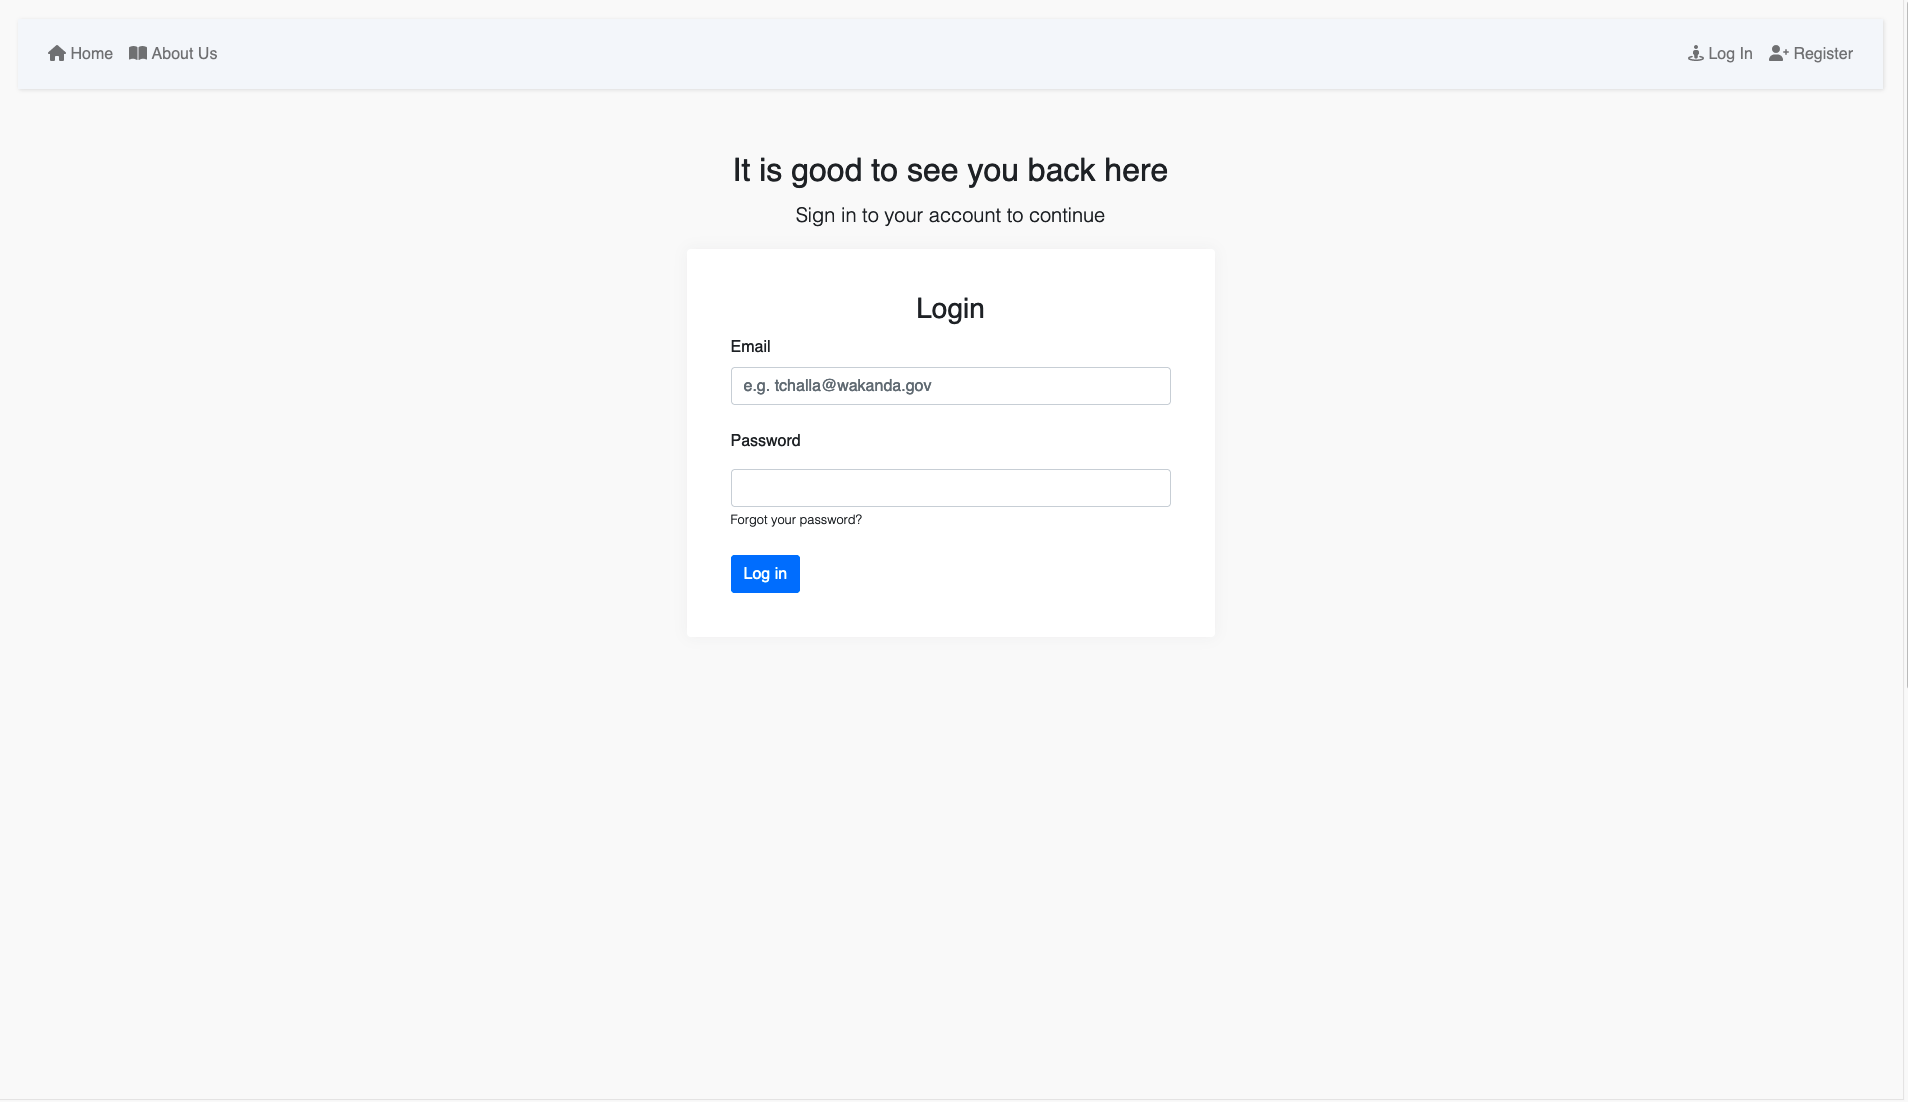 Home About Us Log In Register
It is good to see you back here
Sign in to your account to continue
Login
Email
e.g. tchalla@wakanda.gov
Password
Forgot your password?
Log in